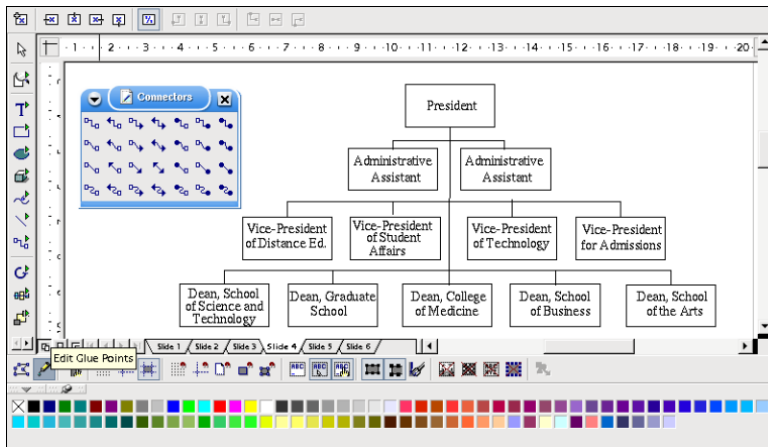 1 2 3 4 5 6 7 8 9 10 11 12 13 14 15 16 17 18 19 20
Connectors
President
Administrative
Assistant
Administrative
Assistant
Vice-President
of Distance Ed.
Vice-President
of Student
Affairs
Vice-President
of Technology
Vice-President
for Admissions
Dean, School
of Science and
Technology
Dean, Graduate
School
Dean, College
of Medicine
Dean, School
of Business
Dean, School
of the Arts
Slide 1 Slide 2 Slide 3 Slide 4 Slide 5 Slide 6
Edit Glue Points
ABC